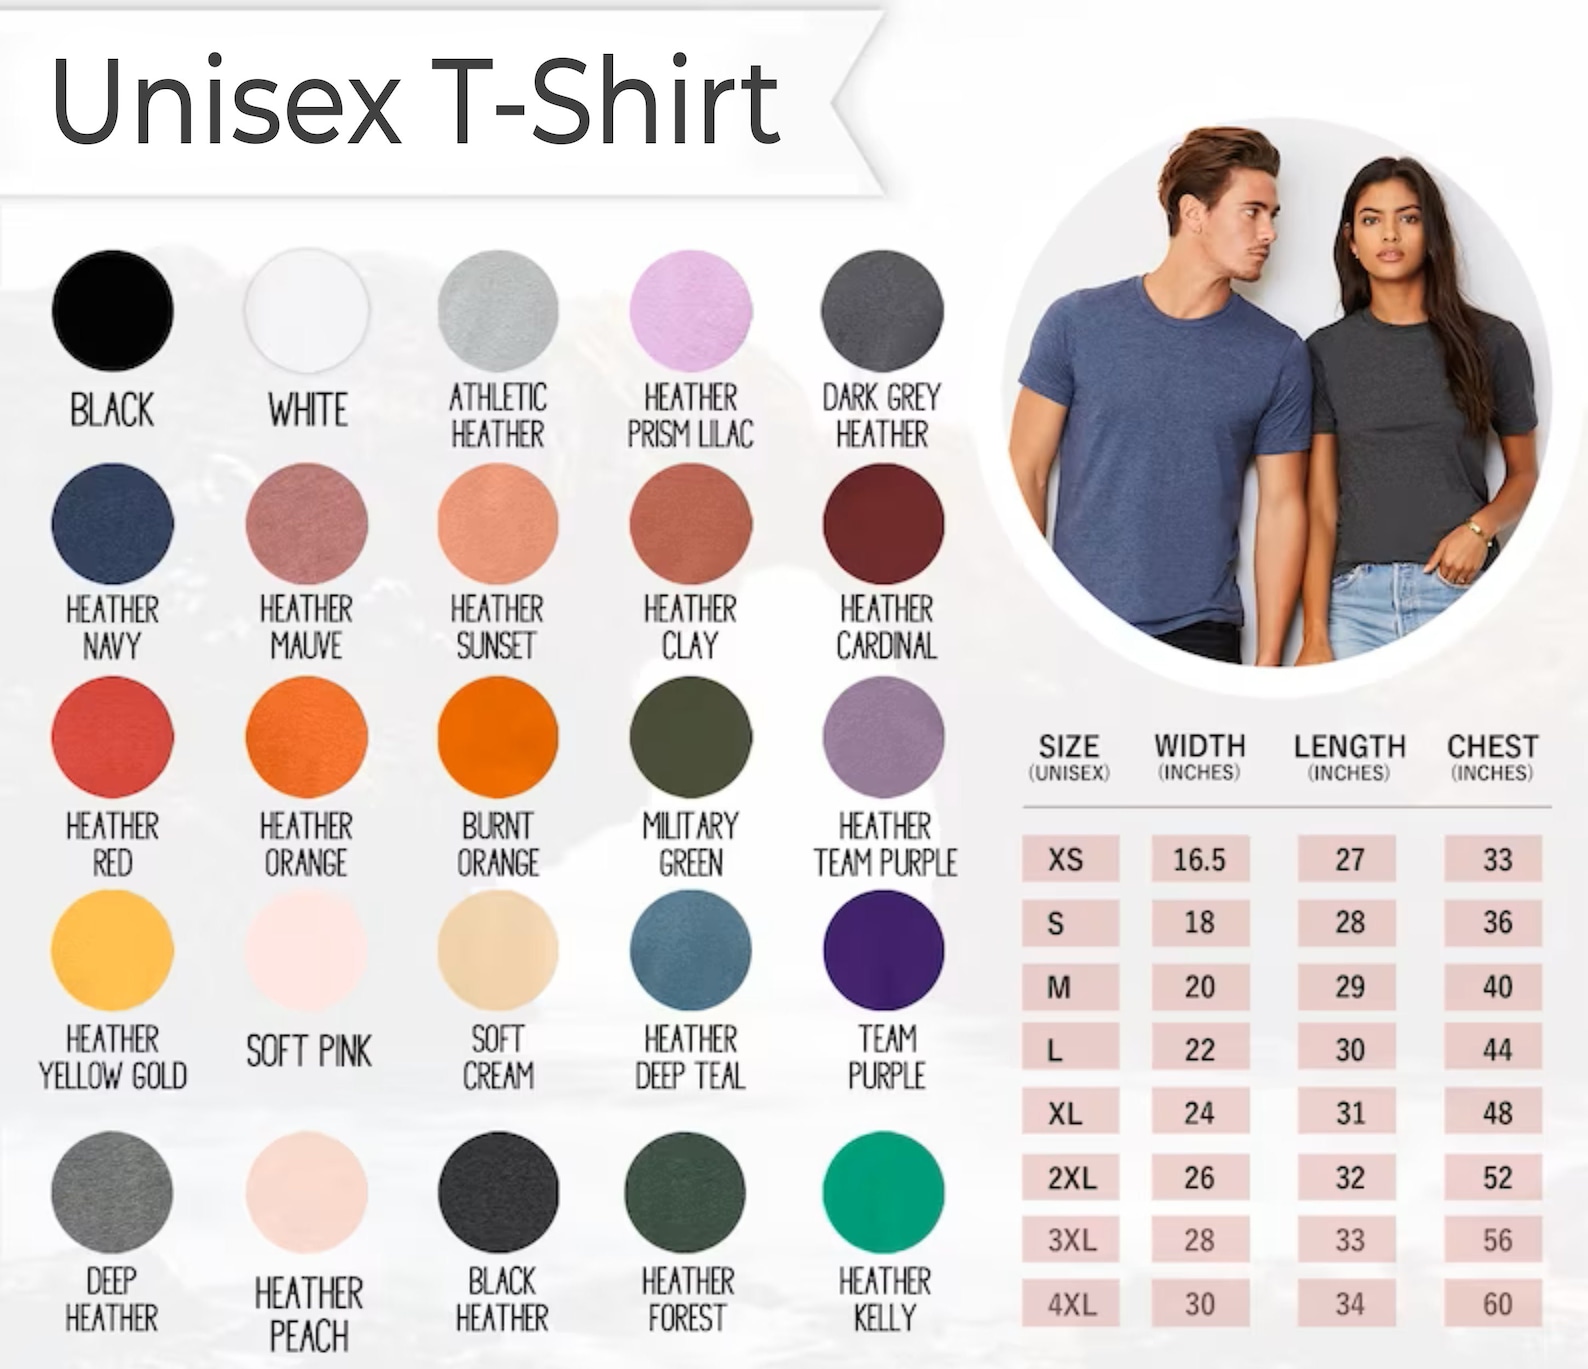 Unisex T-Shirt
BLACK
WHITE
ATHLETIC
HEATHER
HEATHER
PRISM LILAC
DARK GREY
HEATHER
HEATHER
NAVY
HEATHER
MAUVE
HEATHER
SUNSET
HEATHER
CLAY
HEATHER
CARDINAL
HEATHER
RED
HEATHER
ORANGE
BURNT
ORANGE
MILITARY
GREEN
HEATHER
TEAM PURPLE
HEATHER
YELLOW GOLD
SOFT PINK
SOFT
CREAM
HEATHER
DEEP TEAL
TEAM
PURPLE
DEEP
HEATHER
HEATHER
PEACH
BLACK
HEATHER
HEATHER
FOREST
HEATHER
KELLY
SIZE WIDTH LENGTH CHEST
(UNISEX) (INCHES) (INCHES) (INCHES)
XS 16.5 27 33
S 18 28 36
M 20 29 40
L 22 30 44
XL 24 31 48
2XL 26 32 52
3XL 28 33 56
4XL 30 34 60